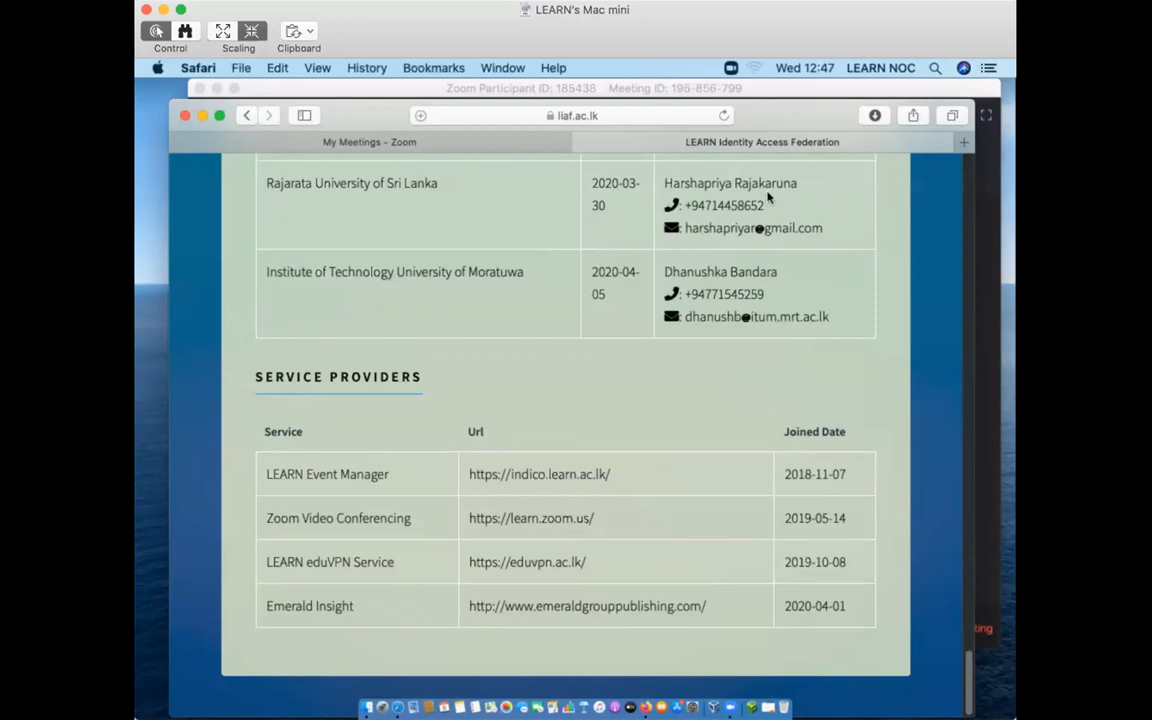 LEARN's Mac mini
Control Scaling Clipboard
Safari File Edit View History Bookmarks Window Help Wed 12:47 LEARN NOC
Zoom Participant ID: 185438 Meeting ID: 195-856-799
liaf.ac.lk
My Meetings - Zoom LEARN Identity Access Federation
Rajarata University of Sri Lanka 2020-03- Harshapriya Rajakaruna
30 : +94714458652
: harshapriyar@gmail.com
Institute of Technology University of Moratuwa 2020-04- Dhanushka Bandara
05 : +94771545259
: dhanushb@itum.mrt.ac.lk
SERVICE PROVIDERS
Service Url Joined Date
LEARN Event Manager https://indico.learn.ac.lk/ 2018-11-07
Zoom Video Conferencing https://learn.zoom.us/ 2019-05-14
LEARN eduVPN Service https://eduvpn.ac.lk/ 2019-10-08
Emerald Insight http://www.emeraldgrouppublishing.com/ 2020-04-01
ting